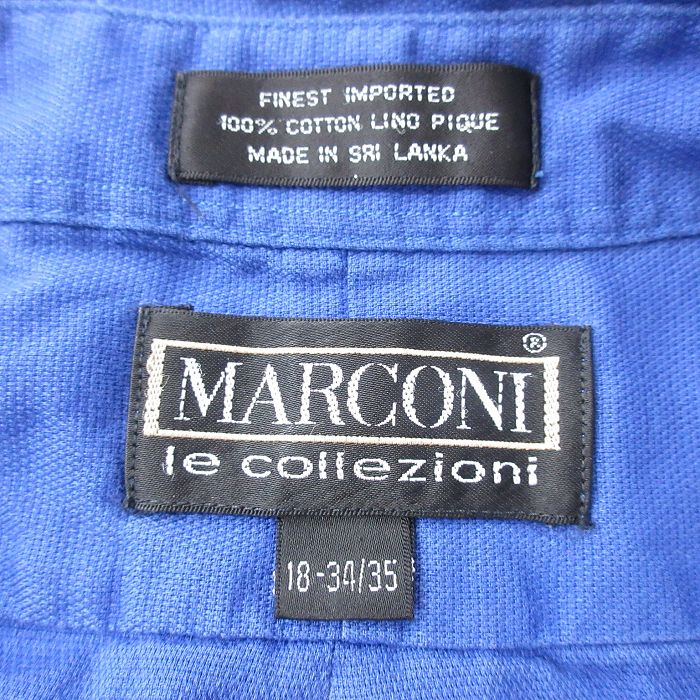 FINEST IMPORTED
100% COTTON LINO PIQUE
MADE IN SRI LANKA
®
MARCONI
le collezioni
18-34/35